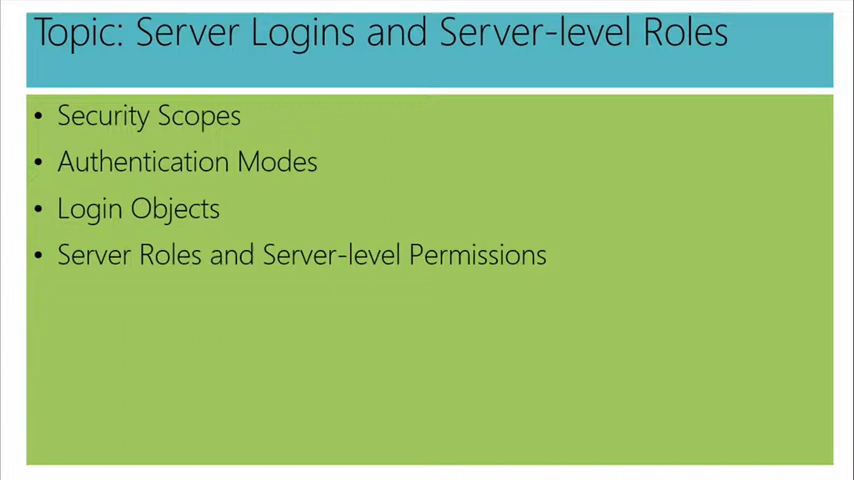 Topic: Server Logins and Server-level Roles
• Security Scopes
• Authentication Modes
• Login Objects
• Server Roles and Server-level Permissions